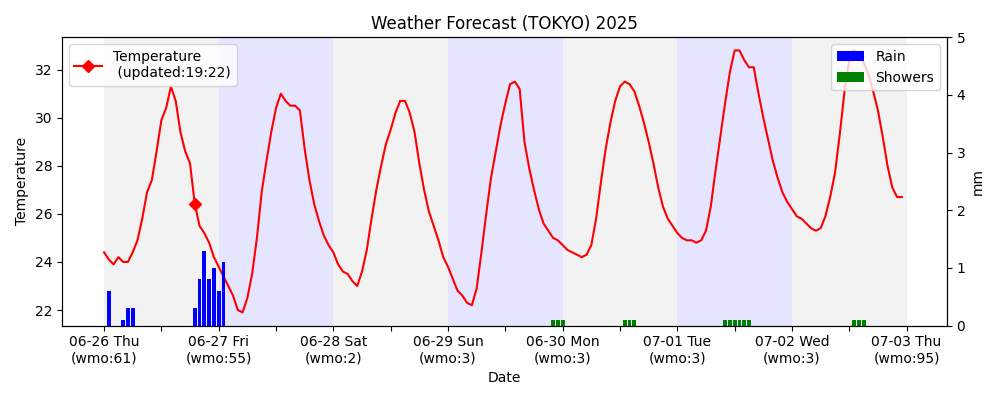 Weather Forecast (TOKYO) 2025
Temperature
(updated:19:22)
Rain
Showers
Temperature
32
30
28
26
24
22
5
4
3
2
1
0
mm
06-26 Thu
(wmo:61)
06-27 Fri
(wmo:55)
06-28 Sat
(wmo:2)
06-29 Sun
(wmo:3)
06-30 Mon
(wmo:3)
07-01 Tue
(wmo:3)
07-02 Wed
(wmo:3)
07-03 Thu
(wmo:95)
Date